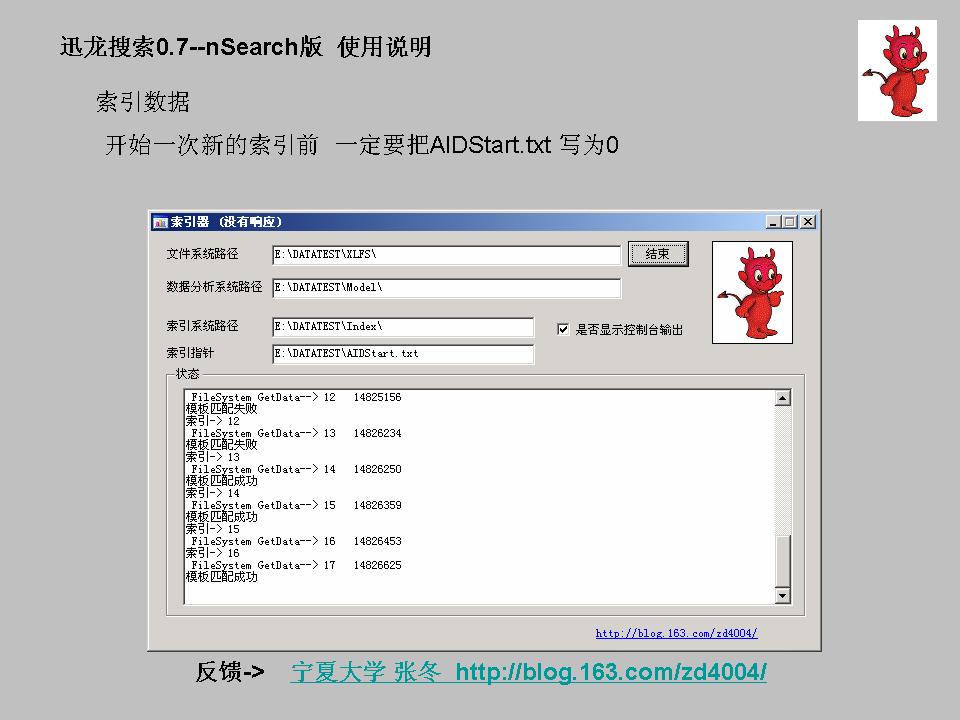 迅龙搜索0.7--nSearch版 使用说明
索引数据
开始一次新的索引前 一定要把AIDStart.txt 写为0
索引器 (没有响应)
文件系统路径 E:\DATATEST\XLFS\ 结束
数据分析系统路径 E:\DATATEST\Model\
索引系统路径 E:\DATATEST\Index\ 是否显示控制台输出
索引指针 E:\DATATEST\AIDStart.txt
状态
FileSystem GetData--> 12 14825156
模板匹配失败
索引-> 12
FileSystem GetData--> 13 14826234
模板匹配失败
索引-> 13
FileSystem GetData--> 14 14826250
模板匹配成功
索引-> 14
FileSystem GetData--> 15 14826359
模板匹配成功
索引-> 15
FileSystem GetData--> 16 14826453
索引-> 16
FileSystem GetData--> 17 14826625
模板匹配成功
http://blog.163.com/zd4004/
反馈-> 宁夏大学 张冬 http://blog.163.com/zd4004/